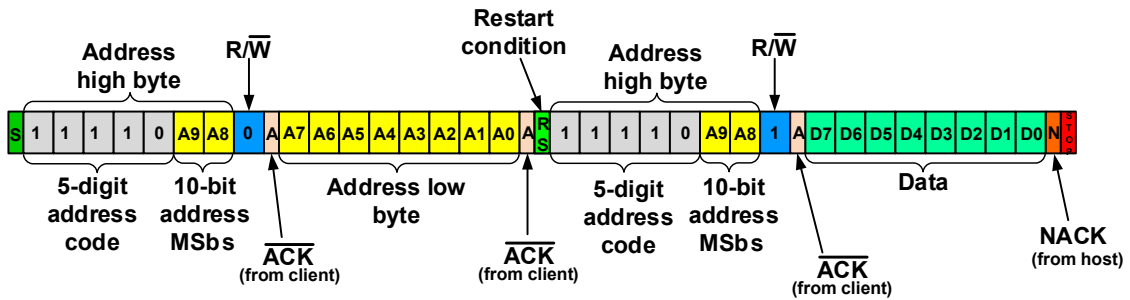 Restart
condition
Address
high byte
R/W̅
Address
high byte
R/W̅
S 1 1 1 1 0 A9 A8 0 A A7 A6 A5 A4 A3 A2 A1 A0 A RS 1 1 1 1 0 A9 A8 1 A D7 D6 D5 D4 D3 D2 D1 D0 N STOP
5-digit
address
code
10-bit
address
MSbs
Address low
byte
5-digit
address
code
10-bit
address
MSbs
Data
A̅C̅K̅
(from client)
A̅C̅K̅
(from client)
A̅C̅K̅
(from client)
NACK
(from host)